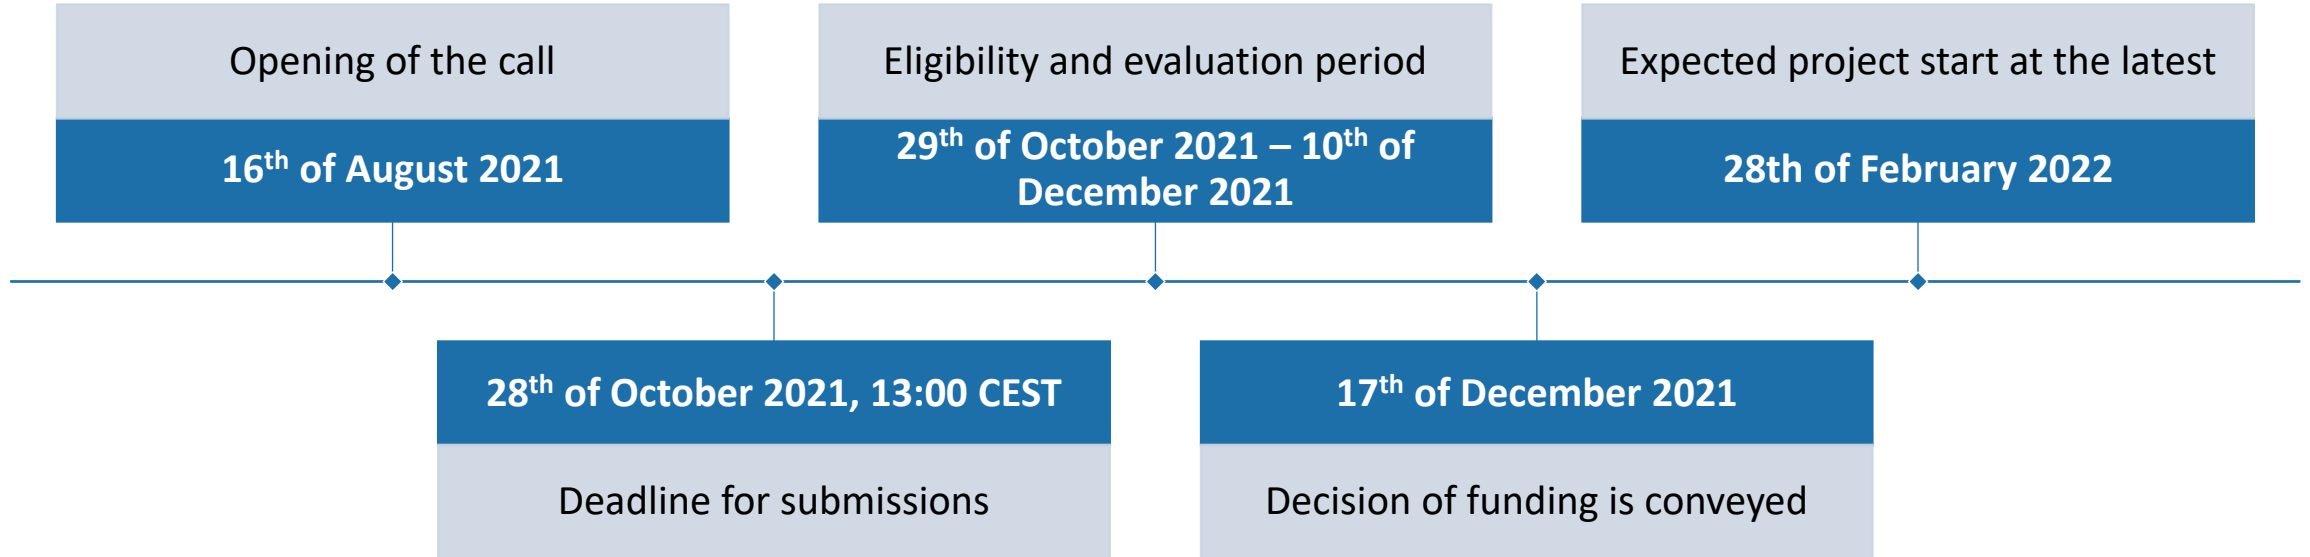 Opening of the call
16th of August 2021
Eligibility and evaluation period
29th of October 2021 – 10th of
December 2021
Expected project start at the latest
28th of February 2022
28th of October 2021, 13:00 CEST
Deadline for submissions
17th of December 2021
Decision of funding is conveyed